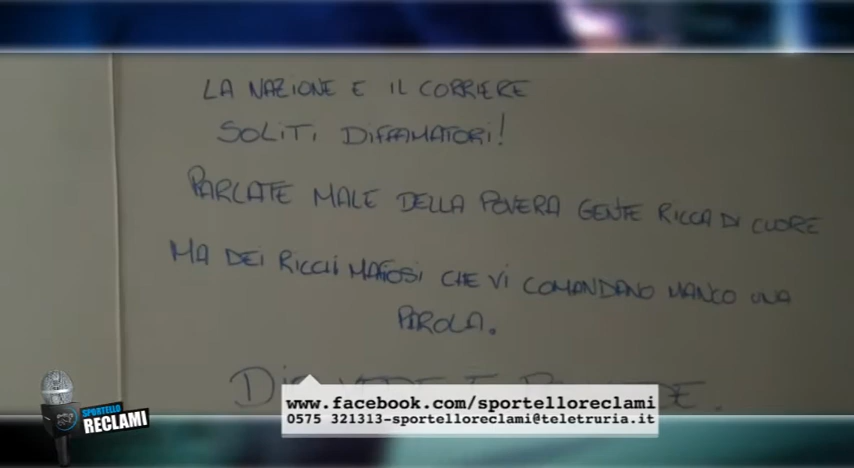 LA NAZIONE E IL CORRIERE
SOLITI DIFFAMATORI!
PARLATE MALE DELLA POVERA GENTE RICCA DI CUORE
MA DEI RICCHI MAFIOSI CHE VI COMANDANO MANCO UNA
PAROLA.
www.facebook.com/sportelloreclami
0575 321313-sportelloreclami@teletruria.it
SPORTELLO
RECLAMI